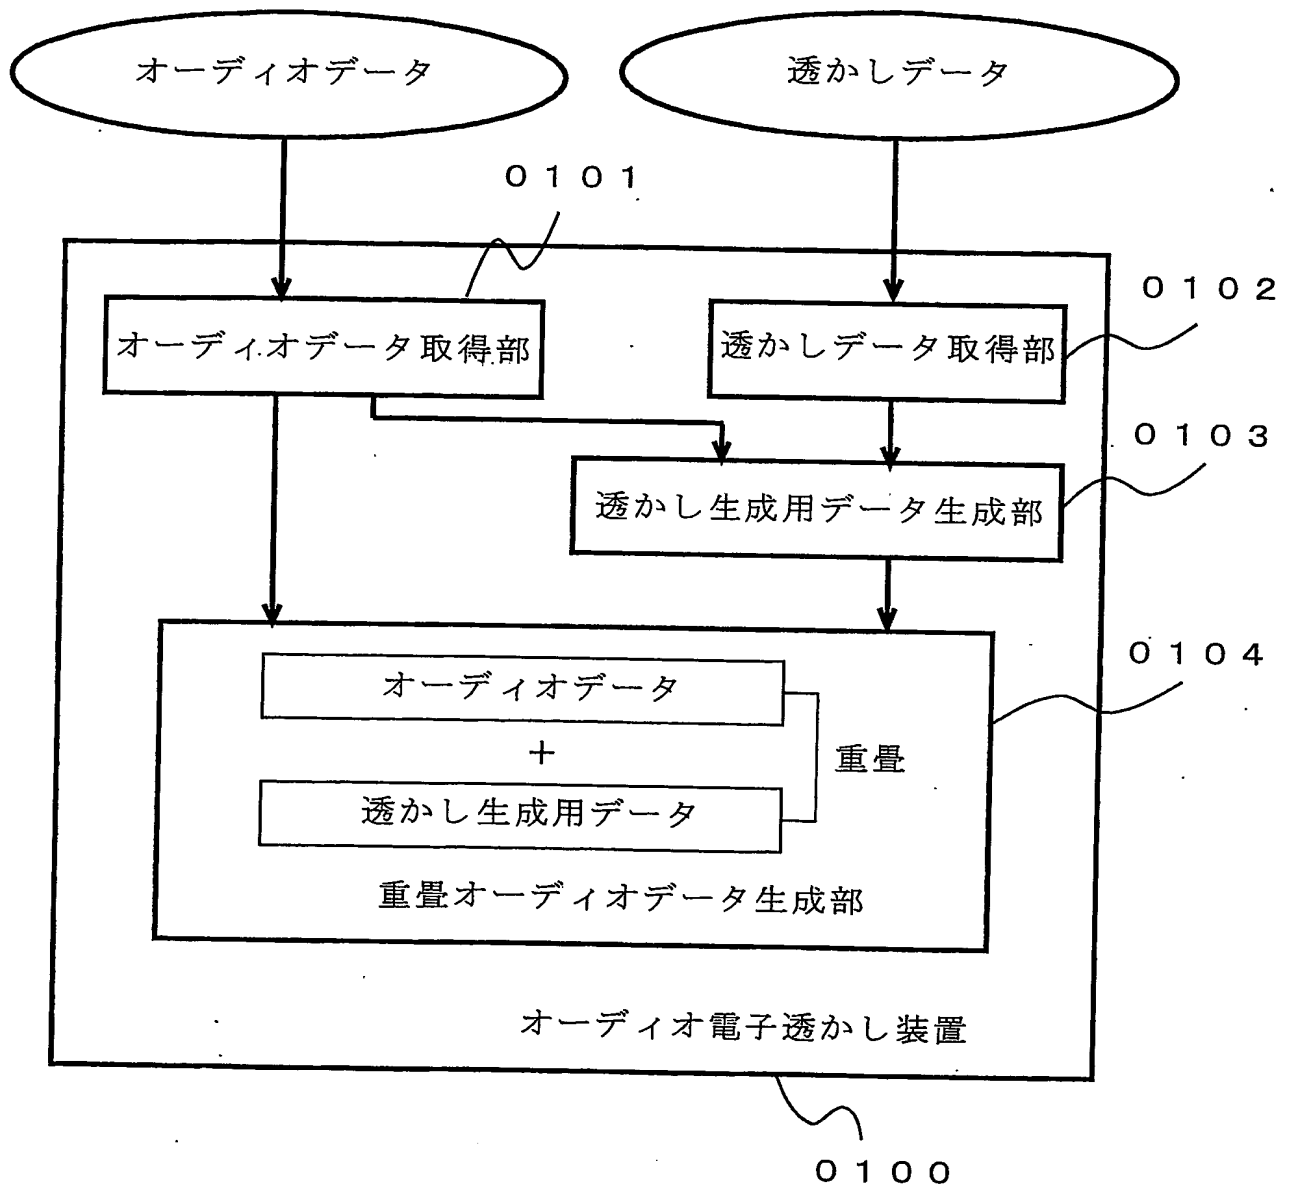 オーディオデータ
透かしデータ
０１０１
０１０２
オーディオデータ取得部
透かしデータ取得部
０１０３
透かし生成用データ生成部
０１０４
オーディオデータ
＋
重畳
透かし生成用データ
重畳オーディオデータ生成部
オーディオ電子透かし装置
０１００